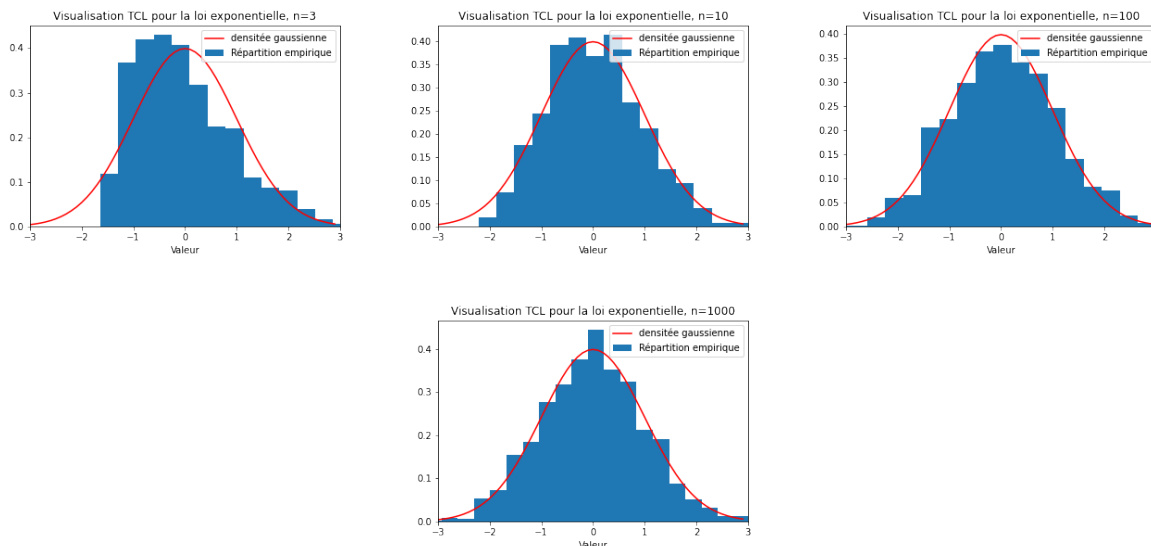 Visualisation TCL pour la loi exponentielle, n=3
densitée gaussienne
Répartition empirique
0.4
0.3
0.2
0.1
0.0
−3 −2 −1 0 1 2 3
Valeur
Visualisation TCL pour la loi exponentielle, n=10
densitée gaussienne
Répartition empirique
0.40
0.35
0.30
0.25
0.20
0.15
0.10
0.05
0.00
−3 −2 −1 0 1 2 3
Valeur
Visualisation TCL pour la loi exponentielle, n=100
densitée gaussienne
Répartition empirique
0.40
0.35
0.30
0.25
0.20
0.15
0.10
0.05
0.00
−3 −2 −1 0 1 2
Valeur
Visualisation TCL pour la loi exponentielle, n=1000
densitée gaussienne
Répartition empirique
0.4
0.3
0.2
0.1
0.0
−3 −2 −1 0 1 2 3
Valeur